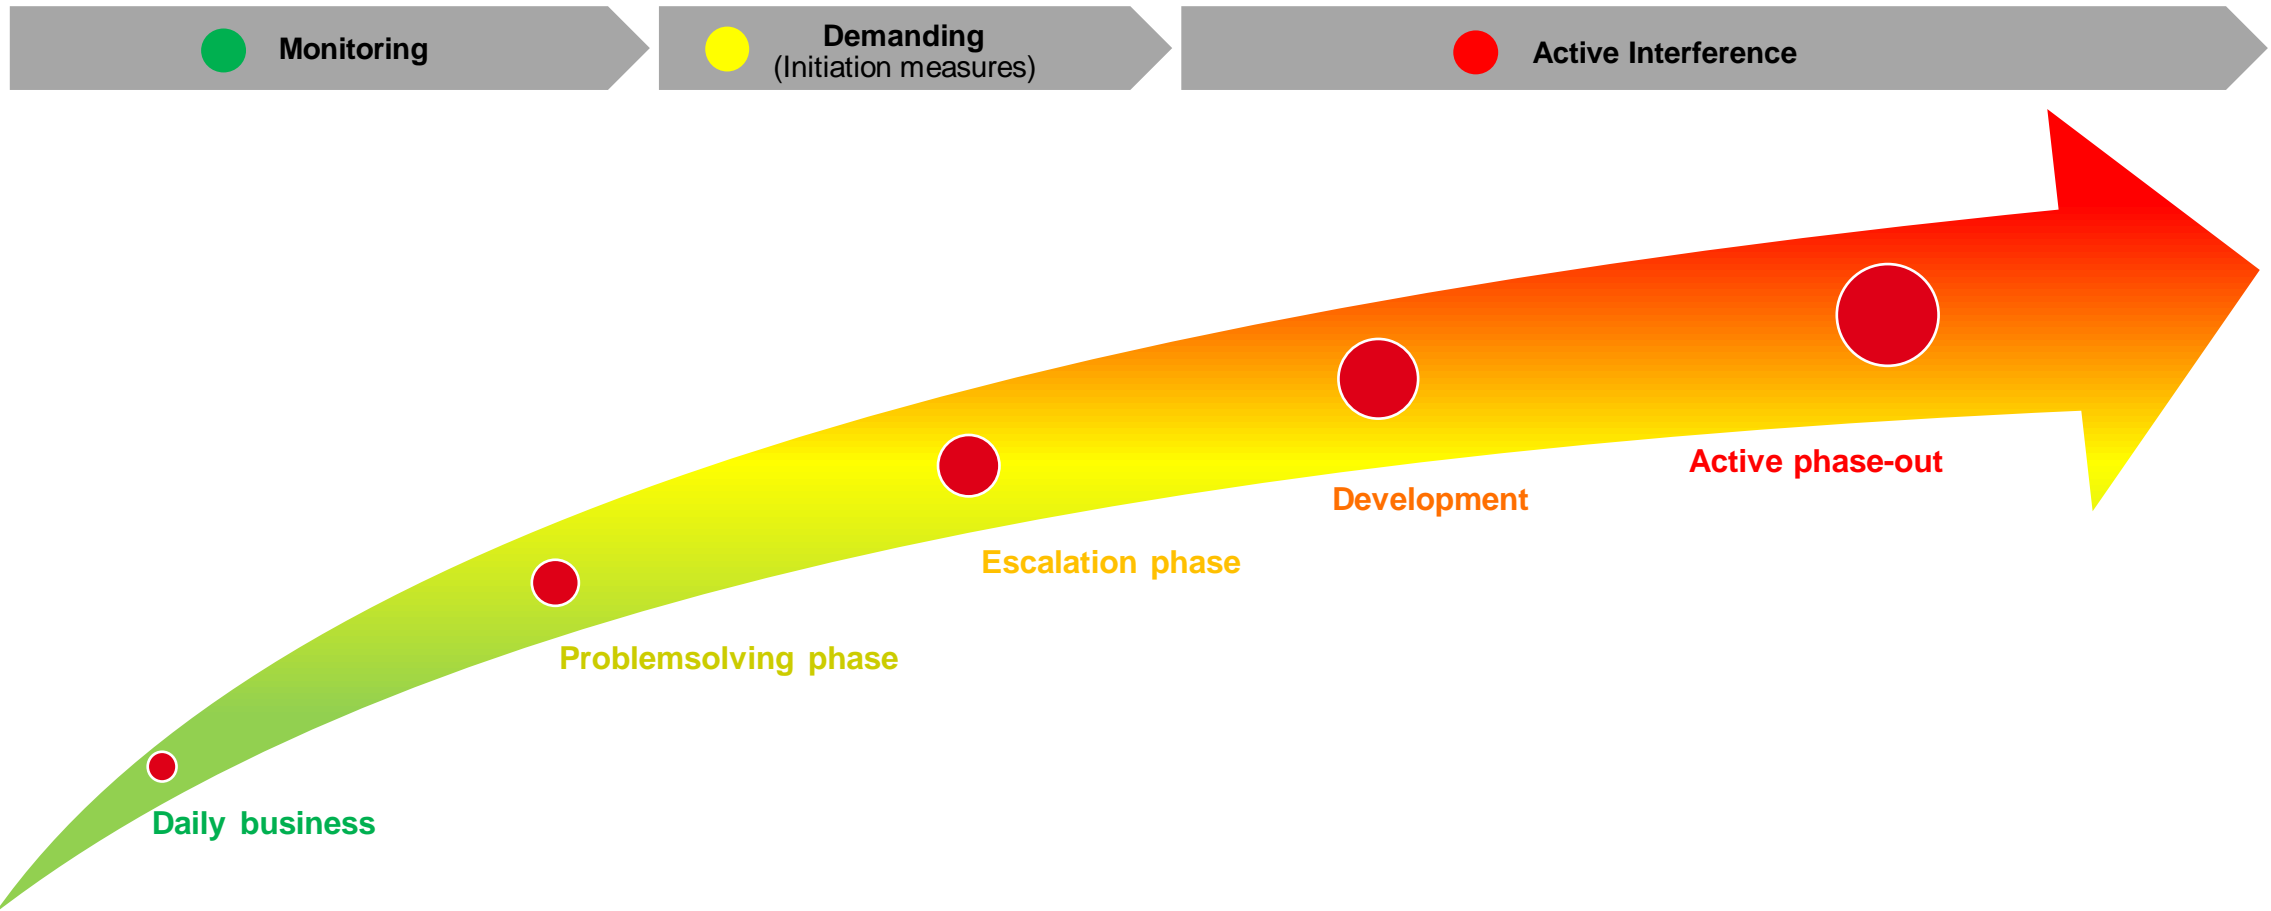 Monitoring
Demanding
(Initiation measures)
Active Interference
Active phase-out
Development
Escalation phase
Problemsolving phase
Daily business